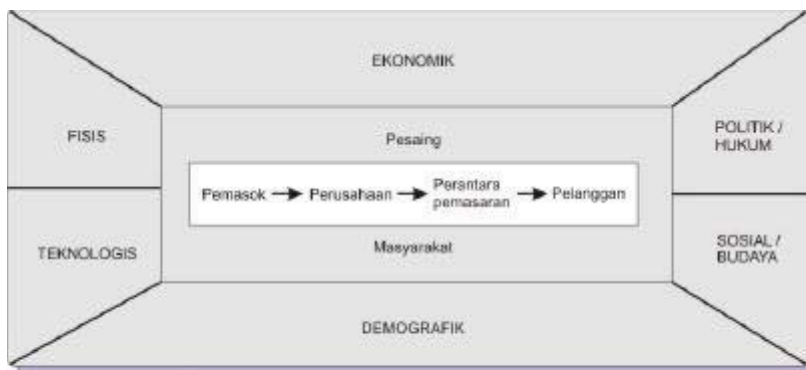 EKONOMIK
FISIS
POLITIK /
HUKUM
Pesaing
Pemasok
Perusahaan
Perantara
pemasaran
Pelanggan
Masyarakat
TEKNOLOGIS
SOSIAL /
BUDAYA
DEMOGRAFIK